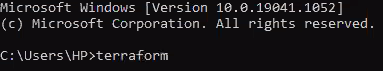 Microsoft Windows [Version 10.0.19041.1052]
(c) Microsoft Corporation. All rights reserved.
C:\Users\HP>terraform